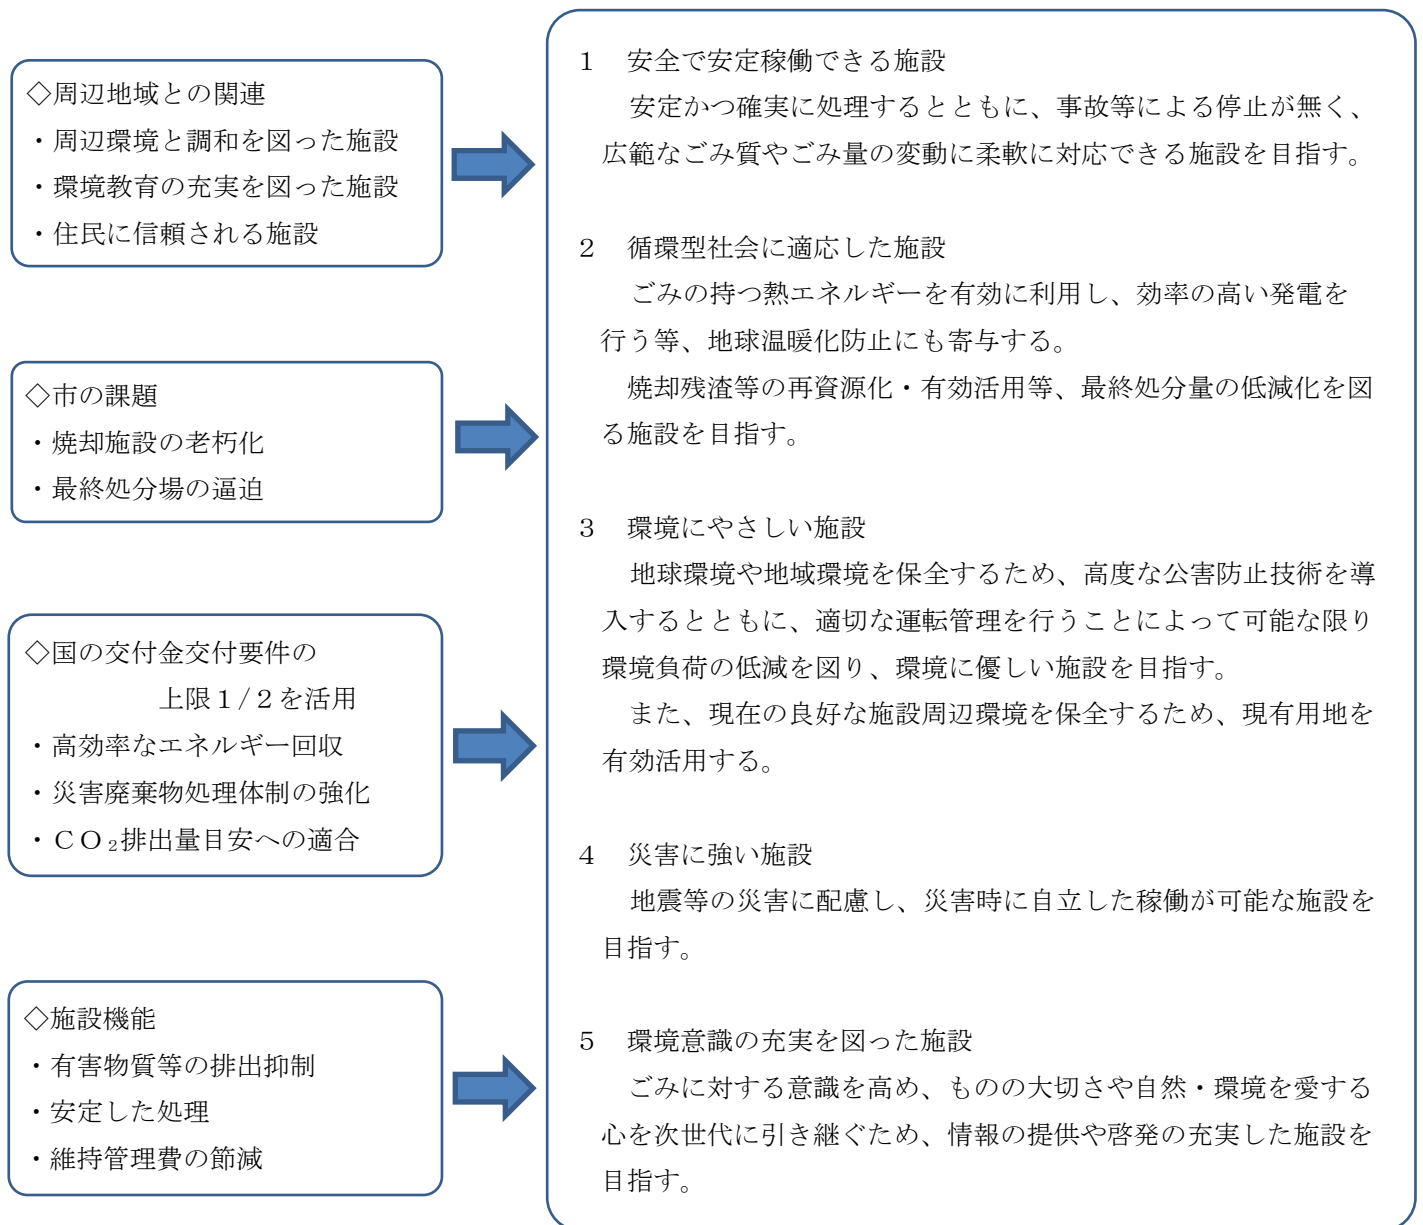 ◇周辺地域との関連
・周辺環境と調和を図った施設
・環境教育の充実を図った施設
・住民に信頼される施設
◇市の課題
・焼却施設の老朽化
・最終処分場の逼迫
◇国の交付金交付要件の
上限１/２を活用
・高効率なエネルギー回収
・災害廃棄物処理体制の強化
・ＣＯ₂排出量目安への適合
◇施設機能
・有害物質等の排出抑制
・安定した処理
・維持管理費の節減
１　安全で安定稼働できる施設
安定かつ確実に処理するとともに、事故等による停止が無く、
広範なごみ質やごみ量の変動に柔軟に対応できる施設を目指す。
２　循環型社会に適応した施設
ごみの持つ熱エネルギーを有効に利用し、効率の高い発電を
行う等、地球温暖化防止にも寄与する。
焼却残渣等の再資源化・有効活用等、最終処分量の低減化を図
る施設を目指す。
３　環境にやさしい施設
地球環境や地域環境を保全するため、高度な公害防止技術を導
入するとともに、適切な運転管理を行うことによって可能な限り
環境負荷の低減を図り、環境に優しい施設を目指す。
また、現在の良好な施設周辺環境を保全するため、現有用地を
有効活用する。
４　災害に強い施設
地震等の災害に配慮し、災害時に自立した稼働が可能な施設を
目指す。
５　環境意識の充実を図った施設
ごみに対する意識を高め、ものの大切さや自然・環境を愛する
心を次世代に引き継ぐため、情報の提供や啓発の充実した施設を
目指す。